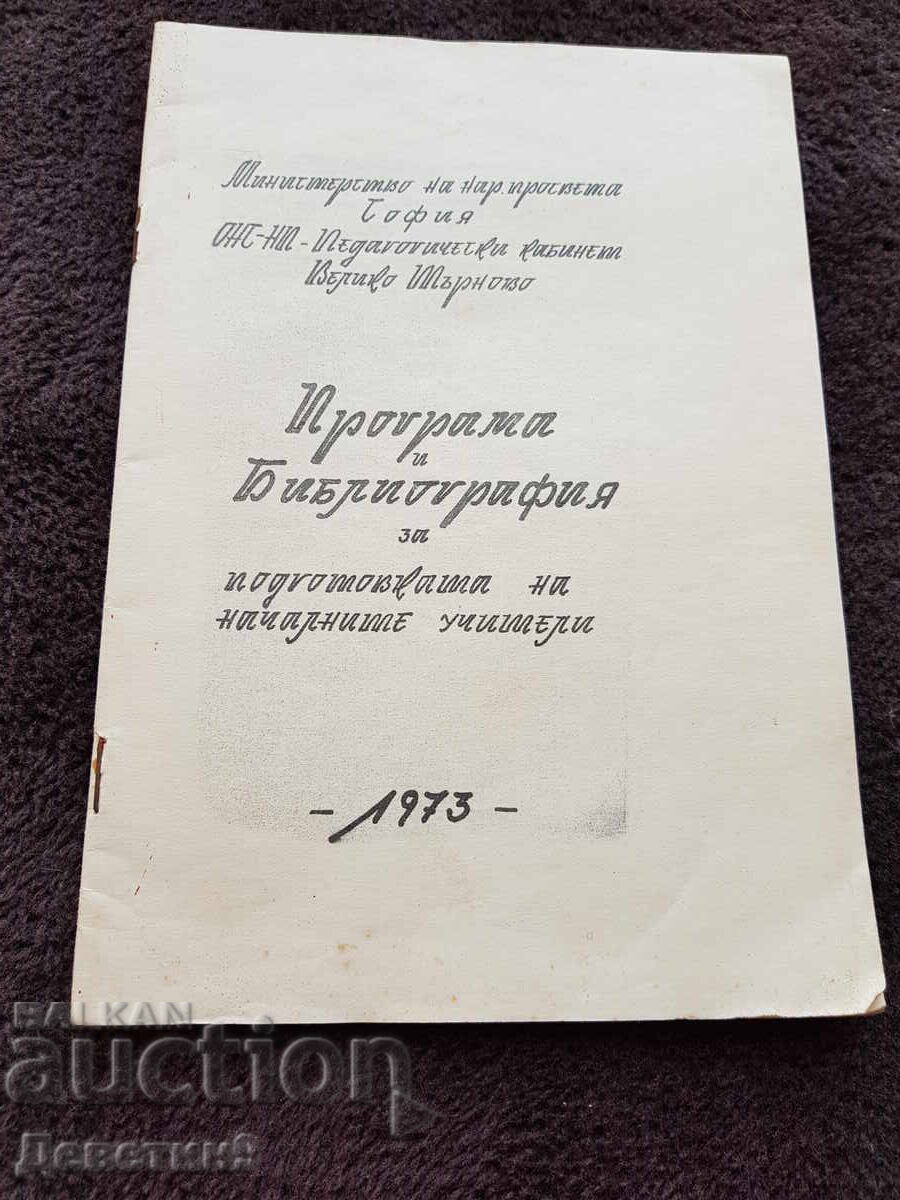 Министерство на нар. просвета
София
ОНС-НП - Педагогически кабинет
Велико Търново
Програма
и
Библиография
за
подготовката на
началните учители
- 1973 -
BALKAN
auction
Деветин9